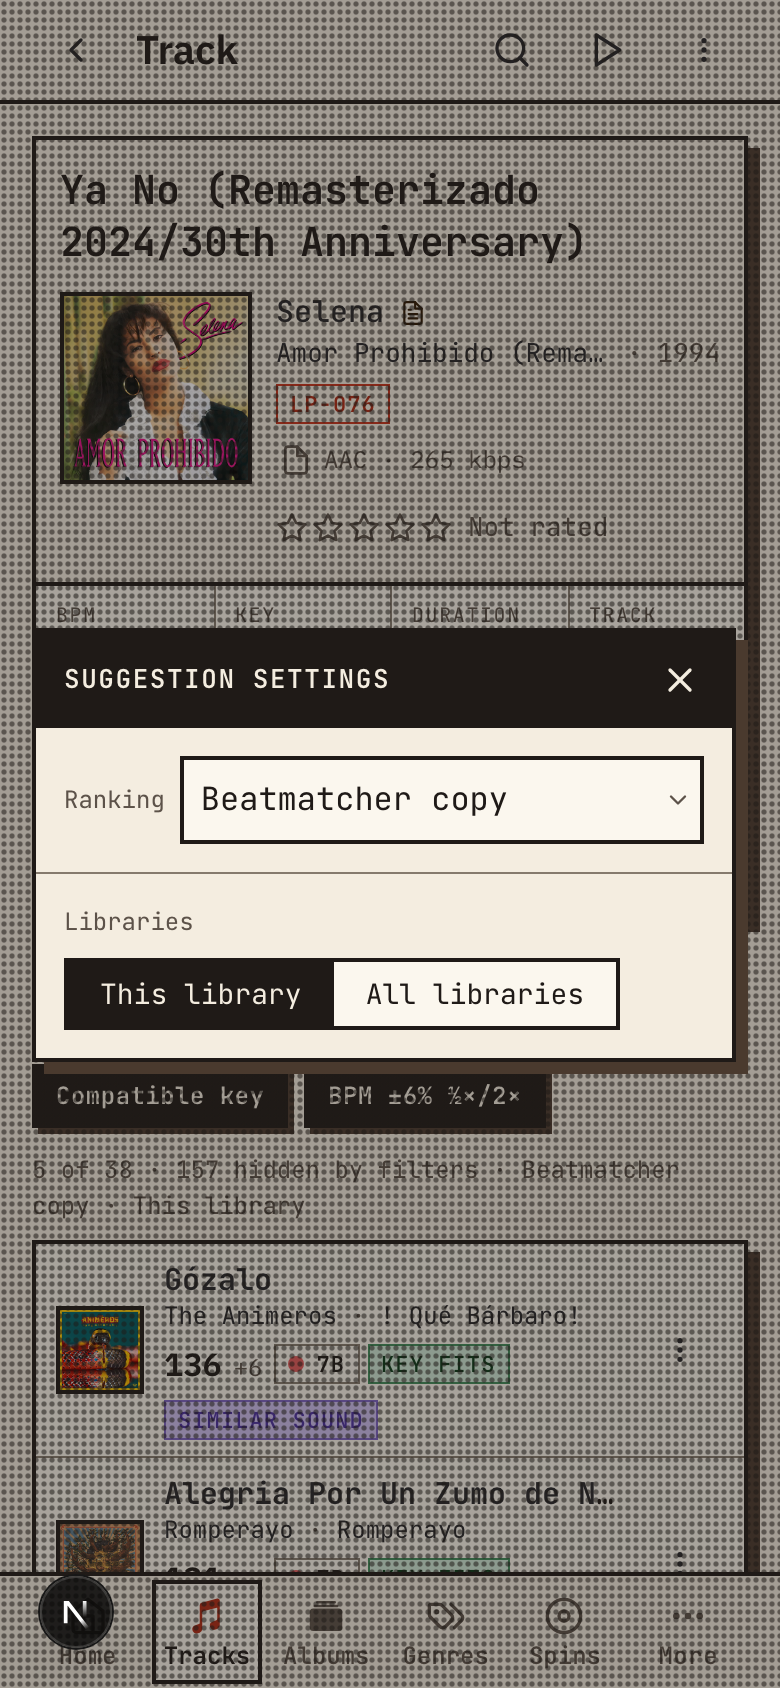 Track
Ya No (Remasterizado
2024/30th Anniversary)
Selena
Selena
Amor Prohibido (Rema… · 1994
AMOR PROHIBIDO
LP-076
AAC · 265 kbps
Not rated
BPM KEY DURATION TRACK
SUGGESTION SETTINGS
Ranking Beatmatcher copy
Libraries
This library All libraries
Compatible key BPM ±6% ½×/2×
5 of 38 · 157 hidden by filters · Beatmatcher
copy · This library
Gózalo
The Animeros · ! Qué Bárbaro!
ANIMEROS
136 +6 7B KEY FITS
SIMILAR SOUND
Alegria Por Un Zumo de N…
Romperayo · Romperayo
N
Home Tracks Albums Genres Spins More